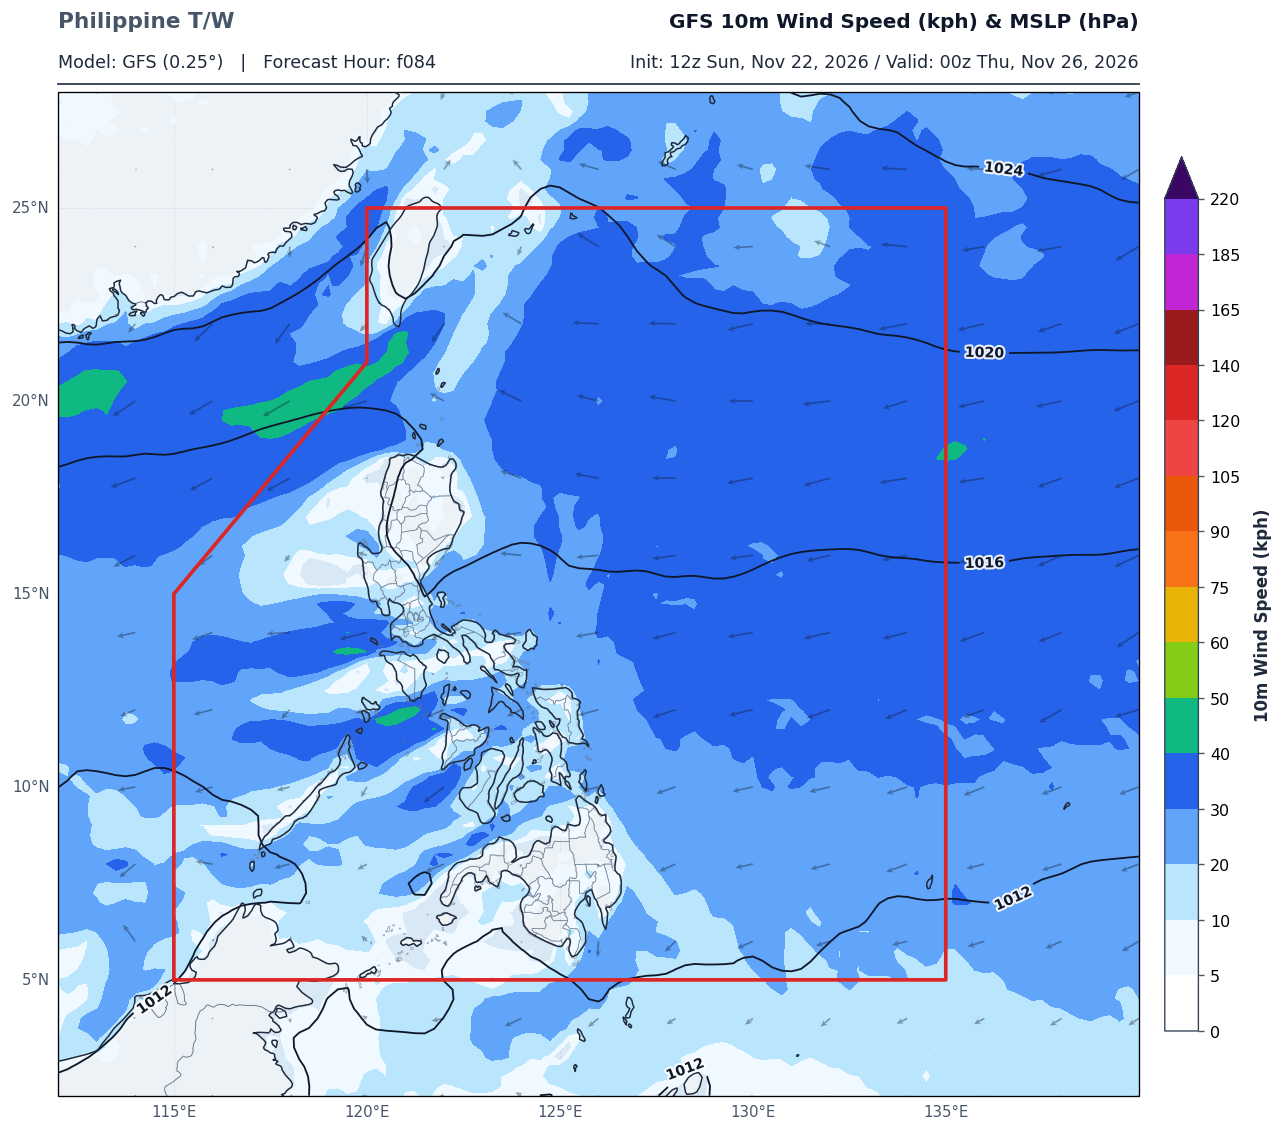 Philippine T/W
GFS 10m Wind Speed (kph) & MSLP (hPa)
Model: GFS (0.25°) | Forecast Hour: f084
Init: 12z Sun, Nov 22, 2026 / Valid: 00z Thu, Nov 26, 2026
1024
1020
1016
1012
1012
1012
25°N
20°N
15°N
10°N
5°N
115°E
120°E
125°E
130°E
135°E
220
185
165
140
120
105
90
75
60
50
40
30
20
10
5
0
10m Wind Speed (kph)